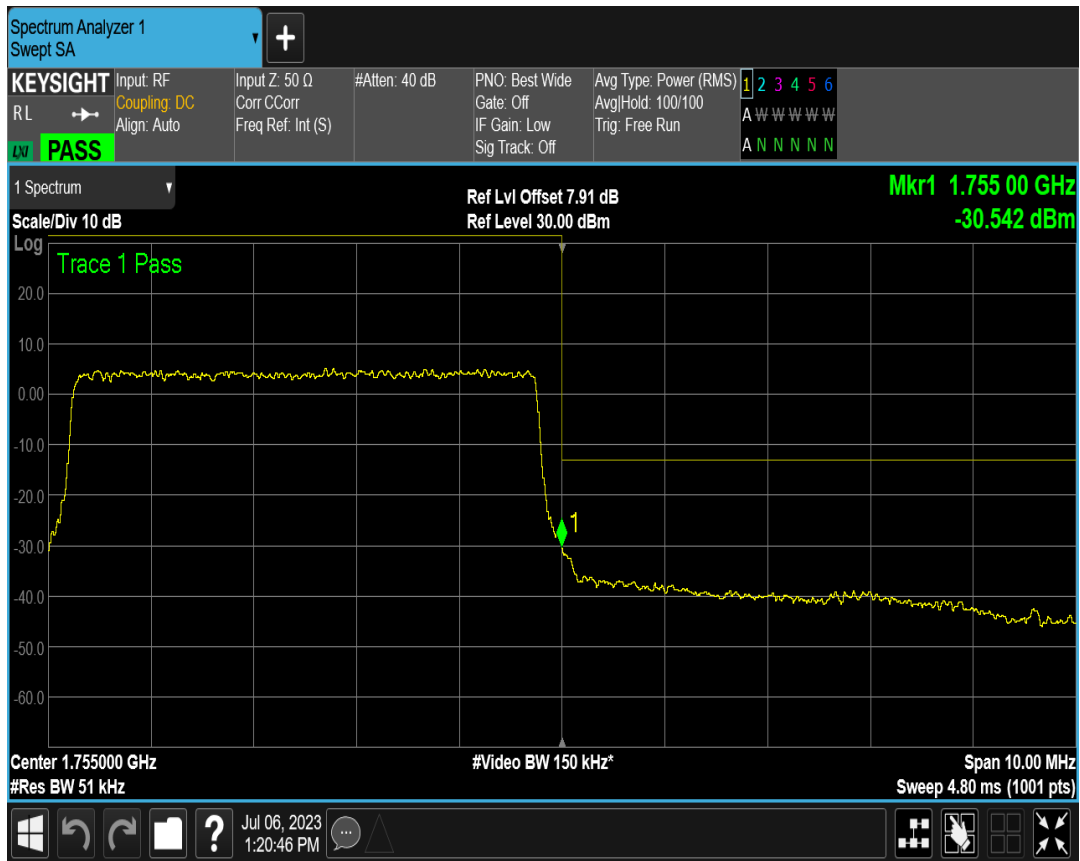 Spectrum Analyzer 1
Swept SA
+
KEYSIGHT
RL
LXI PASS
Input: RF
Coupling: DC
Align: Auto
Input Z: 50 Ω
Corr CCorr
Freq Ref: Int (S)
#Atten: 40 dB
PNO: Best Wide
Gate: Off
IF Gain: Low
Sig Track: Off
Avg Type: Power (RMS)
Avg|Hold: 100/100
Trig: Free Run
1 2 3 4 5 6
A W W W W W
A N N N N N
1 Spectrum
Scale/Div 10 dB
Ref Lvl Offset 7.91 dB
Ref Level 30.00 dBm
Mkr1 1.755 00 GHz
-30.542 dBm
Log
Trace 1 Pass
20.0
10.0
0.00
-10.0
-20.0
1
-30.0
-40.0
-50.0
-60.0
Center 1.755000 GHz
#Video BW 150 kHz*
Span 10.00 MHz
#Res BW 51 kHz
Sweep 4.80 ms (1001 pts)
?
Jul 06, 2023
1:20:46 PM